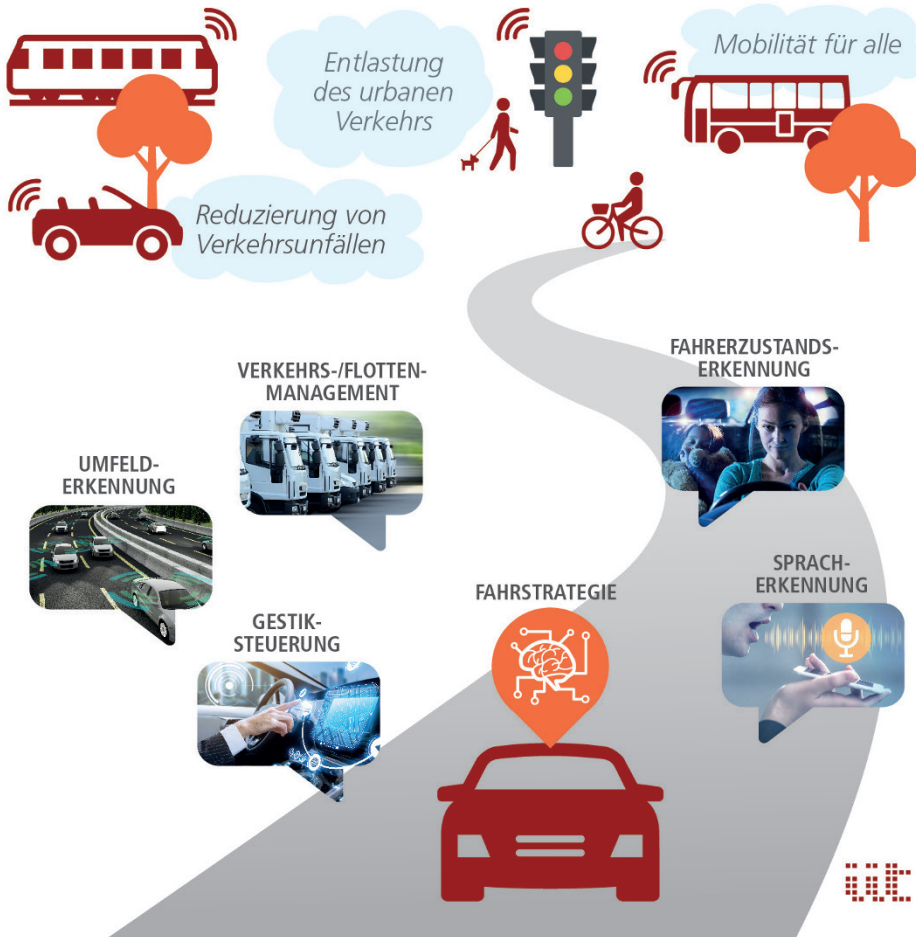 Entlastung
des urbanen
Verkehrs
Mobilität für alle
Reduzierung von
Verkehrsunfällen
VERKEHRS-/FLOTTEN-
MANAGEMENT
FAHRERZUSTANDS-
ERKENNUNG
UMFELD-
ERKENNUNG
GESTIK-
STEUERUNG
FAHRSTRATEGIE
SPRACH-
ERKENNUNG
iit